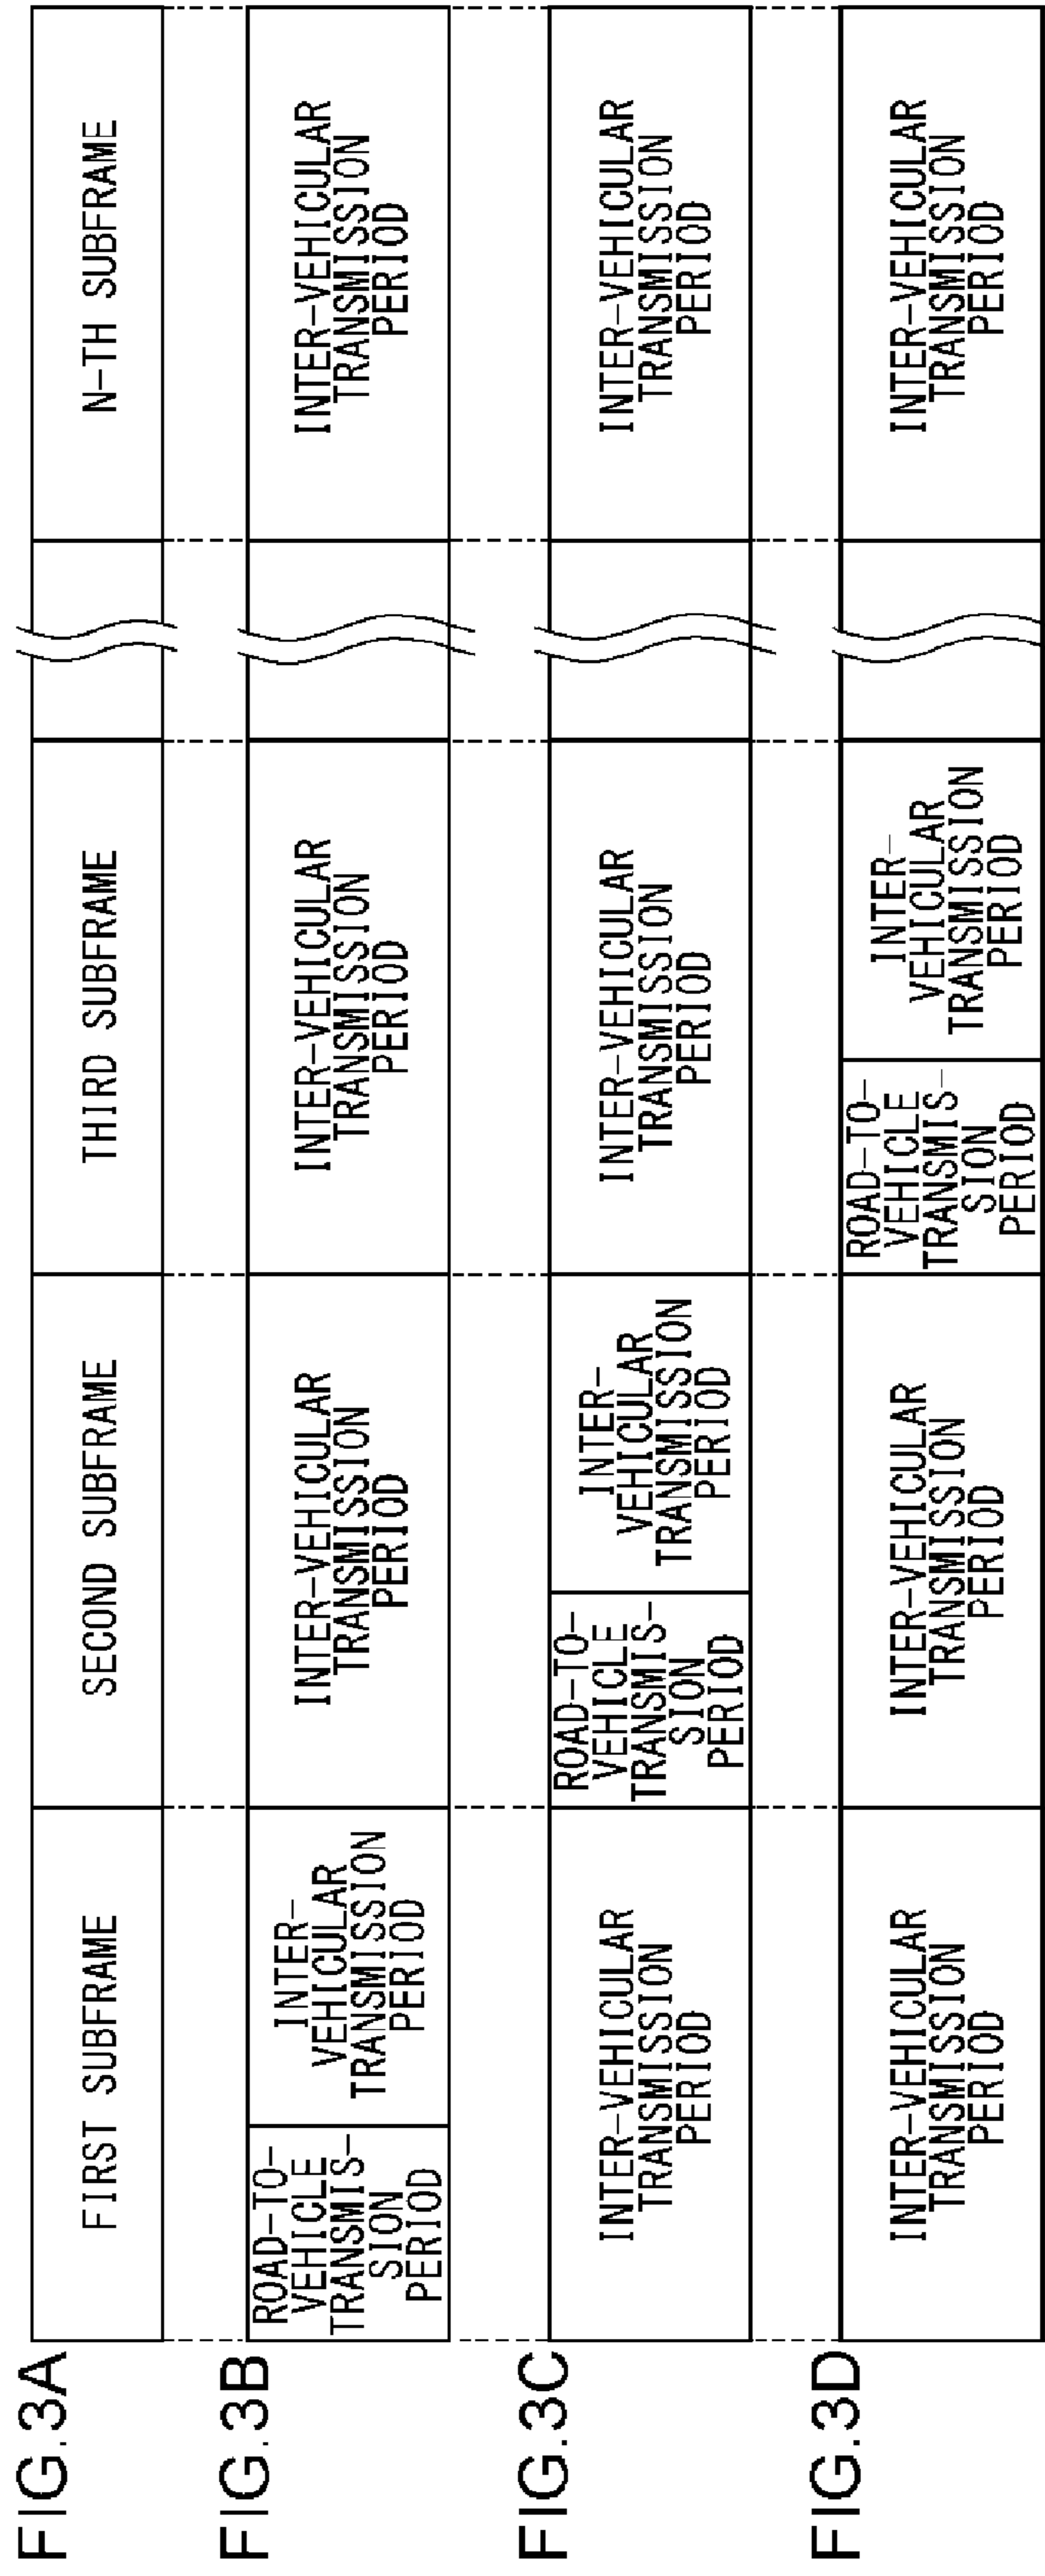 FIG.3A
FIRST SUBFRAME
SECOND SUBFRAME
THIRD SUBFRAME
N-TH SUBFRAME
FIG.3B
ROAD-TO-
VEHICLE
TRANSMIS-
SION
PERIOD
INTER-
VEHICULAR
TRANSMISSION
PERIOD
INTER-VEHICULAR
TRANSMISSION
PERIOD
INTER-VEHICULAR
TRANSMISSION
PERIOD
INTER-VEHICULAR
TRANSMISSION
PERIOD
FIG.3C
INTER-VEHICULAR
TRANSMISSION
PERIOD
ROAD-TO-
VEHICLE
TRANSMIS-
SION
PERIOD
INTER-
VEHICULAR
TRANSMISSION
PERIOD
INTER-VEHICULAR
TRANSMISSION
PERIOD
INTER-VEHICULAR
TRANSMISSION
PERIOD
FIG.3D
INTER-VEHICULAR
TRANSMISSION
PERIOD
INTER-VEHICULAR
TRANSMISSION
PERIOD
ROAD-TO-
VEHICLE
TRANSMIS-
SION
PERIOD
INTER-
VEHICULAR
TRANSMISSION
PERIOD
INTER-VEHICULAR
TRANSMISSION
PERIOD